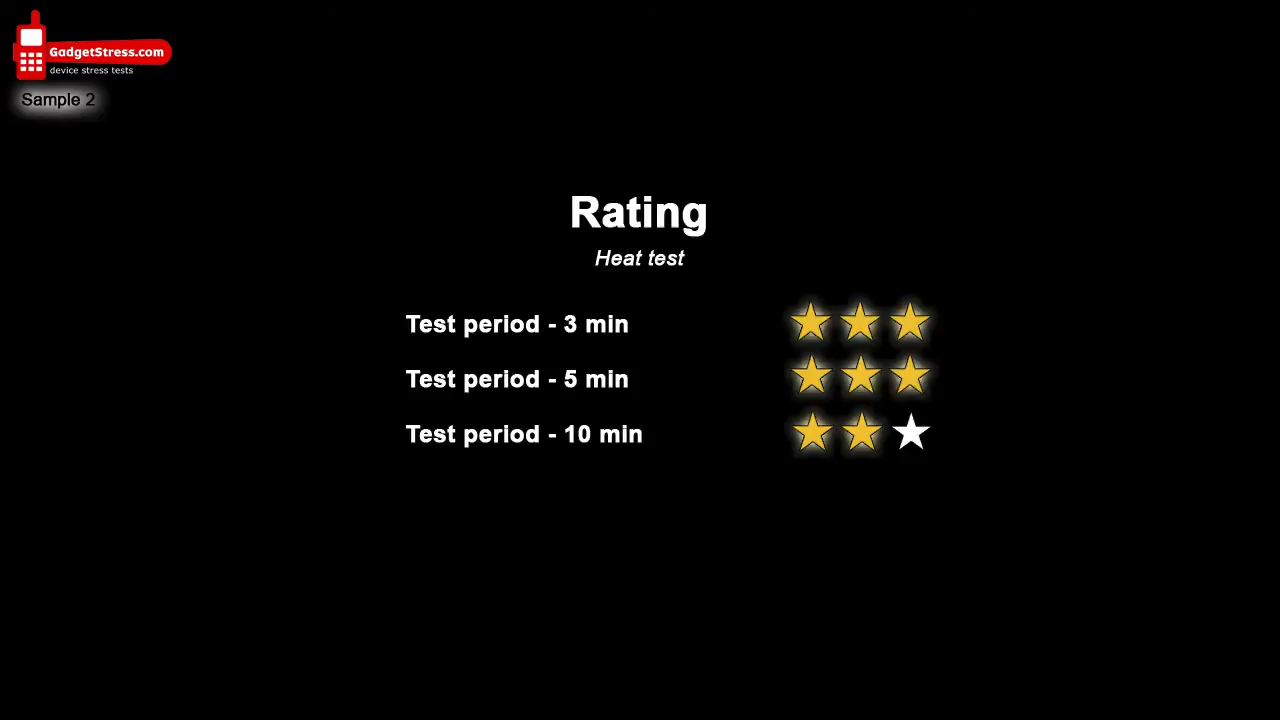 GadgetStress.com
device stress tests
Sample 2
Rating
Heat test
Test period - 3 min
Test period - 5 min
Test period - 10 min